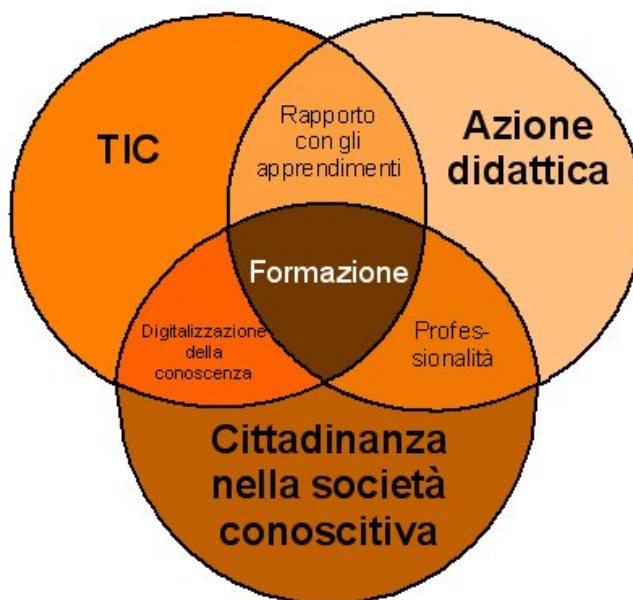 TIC
Rapporto
con gli
apprendimenti
Azione
didattica
Formazione
Digitalizzazione
della
conoscenza
Profes-
sionalità
Cittadinanza
nella società
conoscitiva